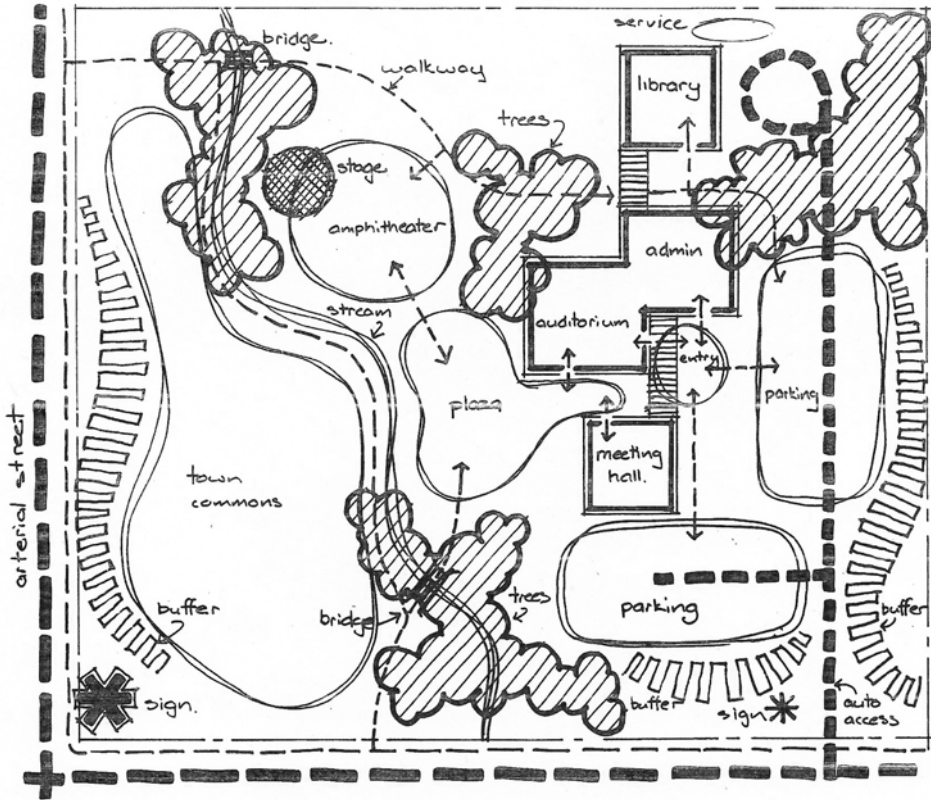 service
bridge.
walkway
library
trees
stage
amphitheater
admin
stream
auditorium
entry
plaza
parking
meeting
hall.
town
commons
arterial street
buffer
bridge
trees
parking
buffer
sign.
buffer
sign
auto
access